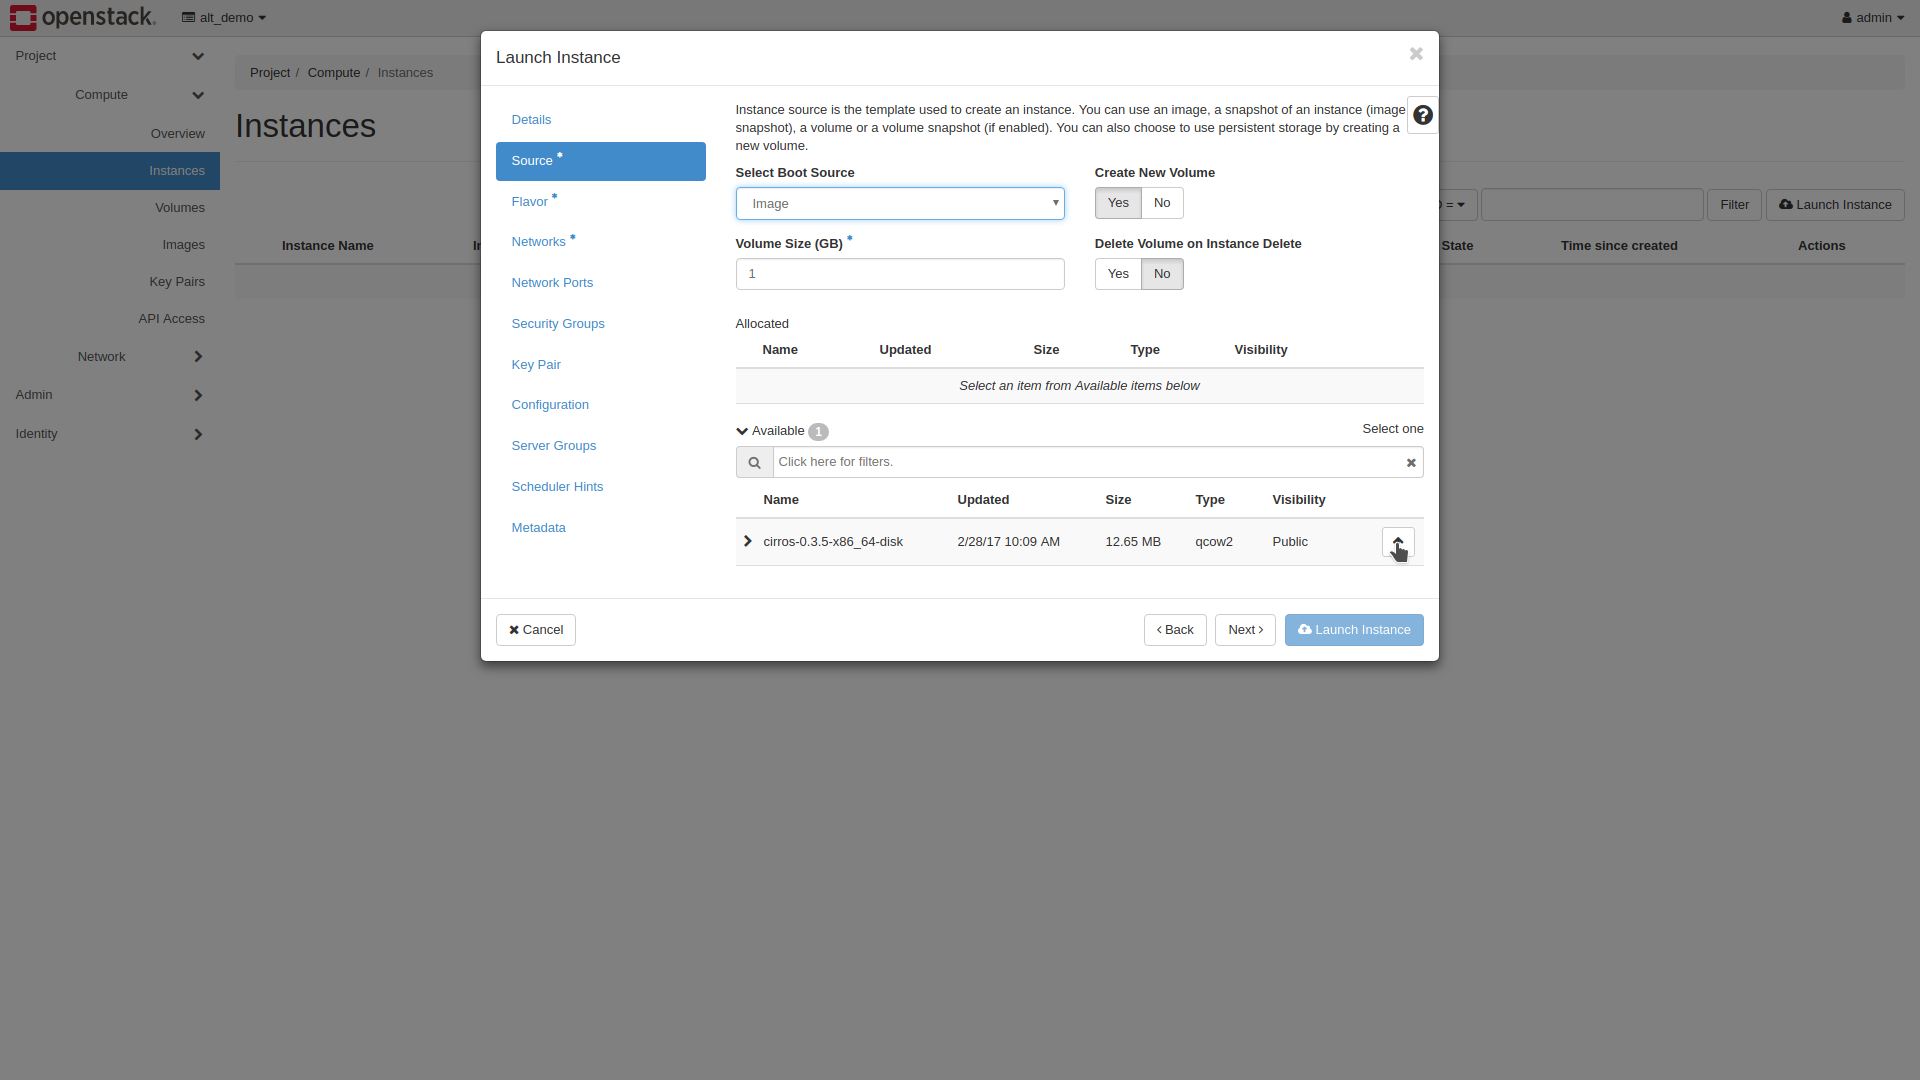 openstack. alt_demo admin
Project
Compute
Overview
Instances
Volumes
Images
Key Pairs
API Access
Network
Admin
Identity
Project / Compute / Instances
Instances
= Filter Launch Instance
Instance Name State Time since created Actions
Launch Instance
Details
Source *
Flavor *
Networks *
Network Ports
Security Groups
Key Pair
Configuration
Server Groups
Scheduler Hints
Metadata
Instance source is the template used to create an instance. You can use an image, a snapshot of an instance (image
snapshot), a volume or a volume snapshot (if enabled). You can also choose to use persistent storage by creating a
new volume.
Select Boot Source Create New Volume
Image Yes No
Volume Size (GB) * Delete Volume on Instance Delete
1 Yes No
Allocated
Name Updated Size Type Visibility
Select an item from Available items below
Available 1 Select one
Click here for filters.
Name Updated Size Type Visibility
cirros-0.3.5-x86_64-disk 2/28/17 10:09 AM 12.65 MB qcow2 Public
Cancel < Back Next > Launch Instance